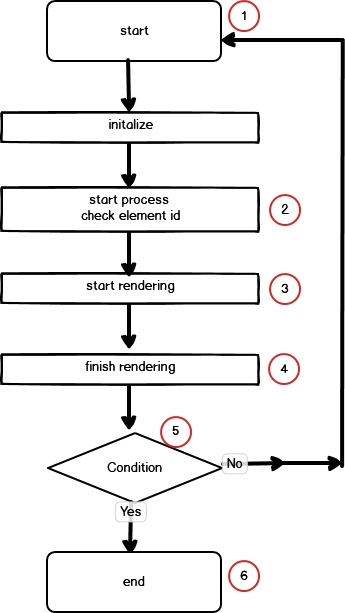 start
1
initalize
start process
check element id
2
start rendering
3
finish rendering
4
5
Condition
No
Yes
end
6